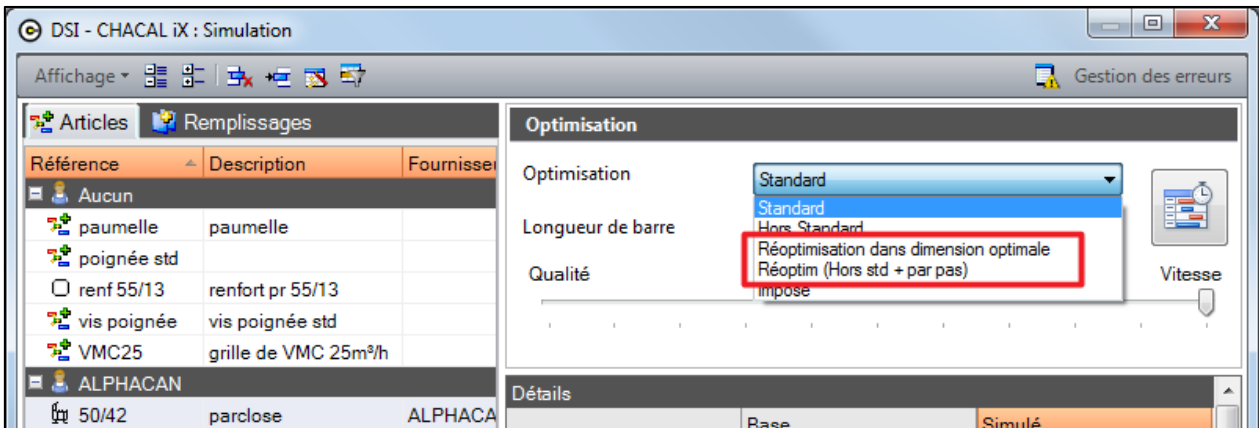 DSI - CHACAL iX : Simulation
Affichage Gestion des erreurs
Articles Remplissages
Référence Description Fournisseu
Aucun
paumelle paumelle
poignée std
renf 55/13 renfort pr 55/13
vis poignée vis poignée std
VMC25 grille de VMC 25m³/h
ALPHACAN
50/42 parclose ALPHACA
Optimisation
Optimisation Standard
Standard
Hors Standard
Longueur de barre
Réoptimisation dans dimension optimale
Réoptim (Hors std + par pas)
Imposé
Qualité Vitesse
Détails
Base Simulé